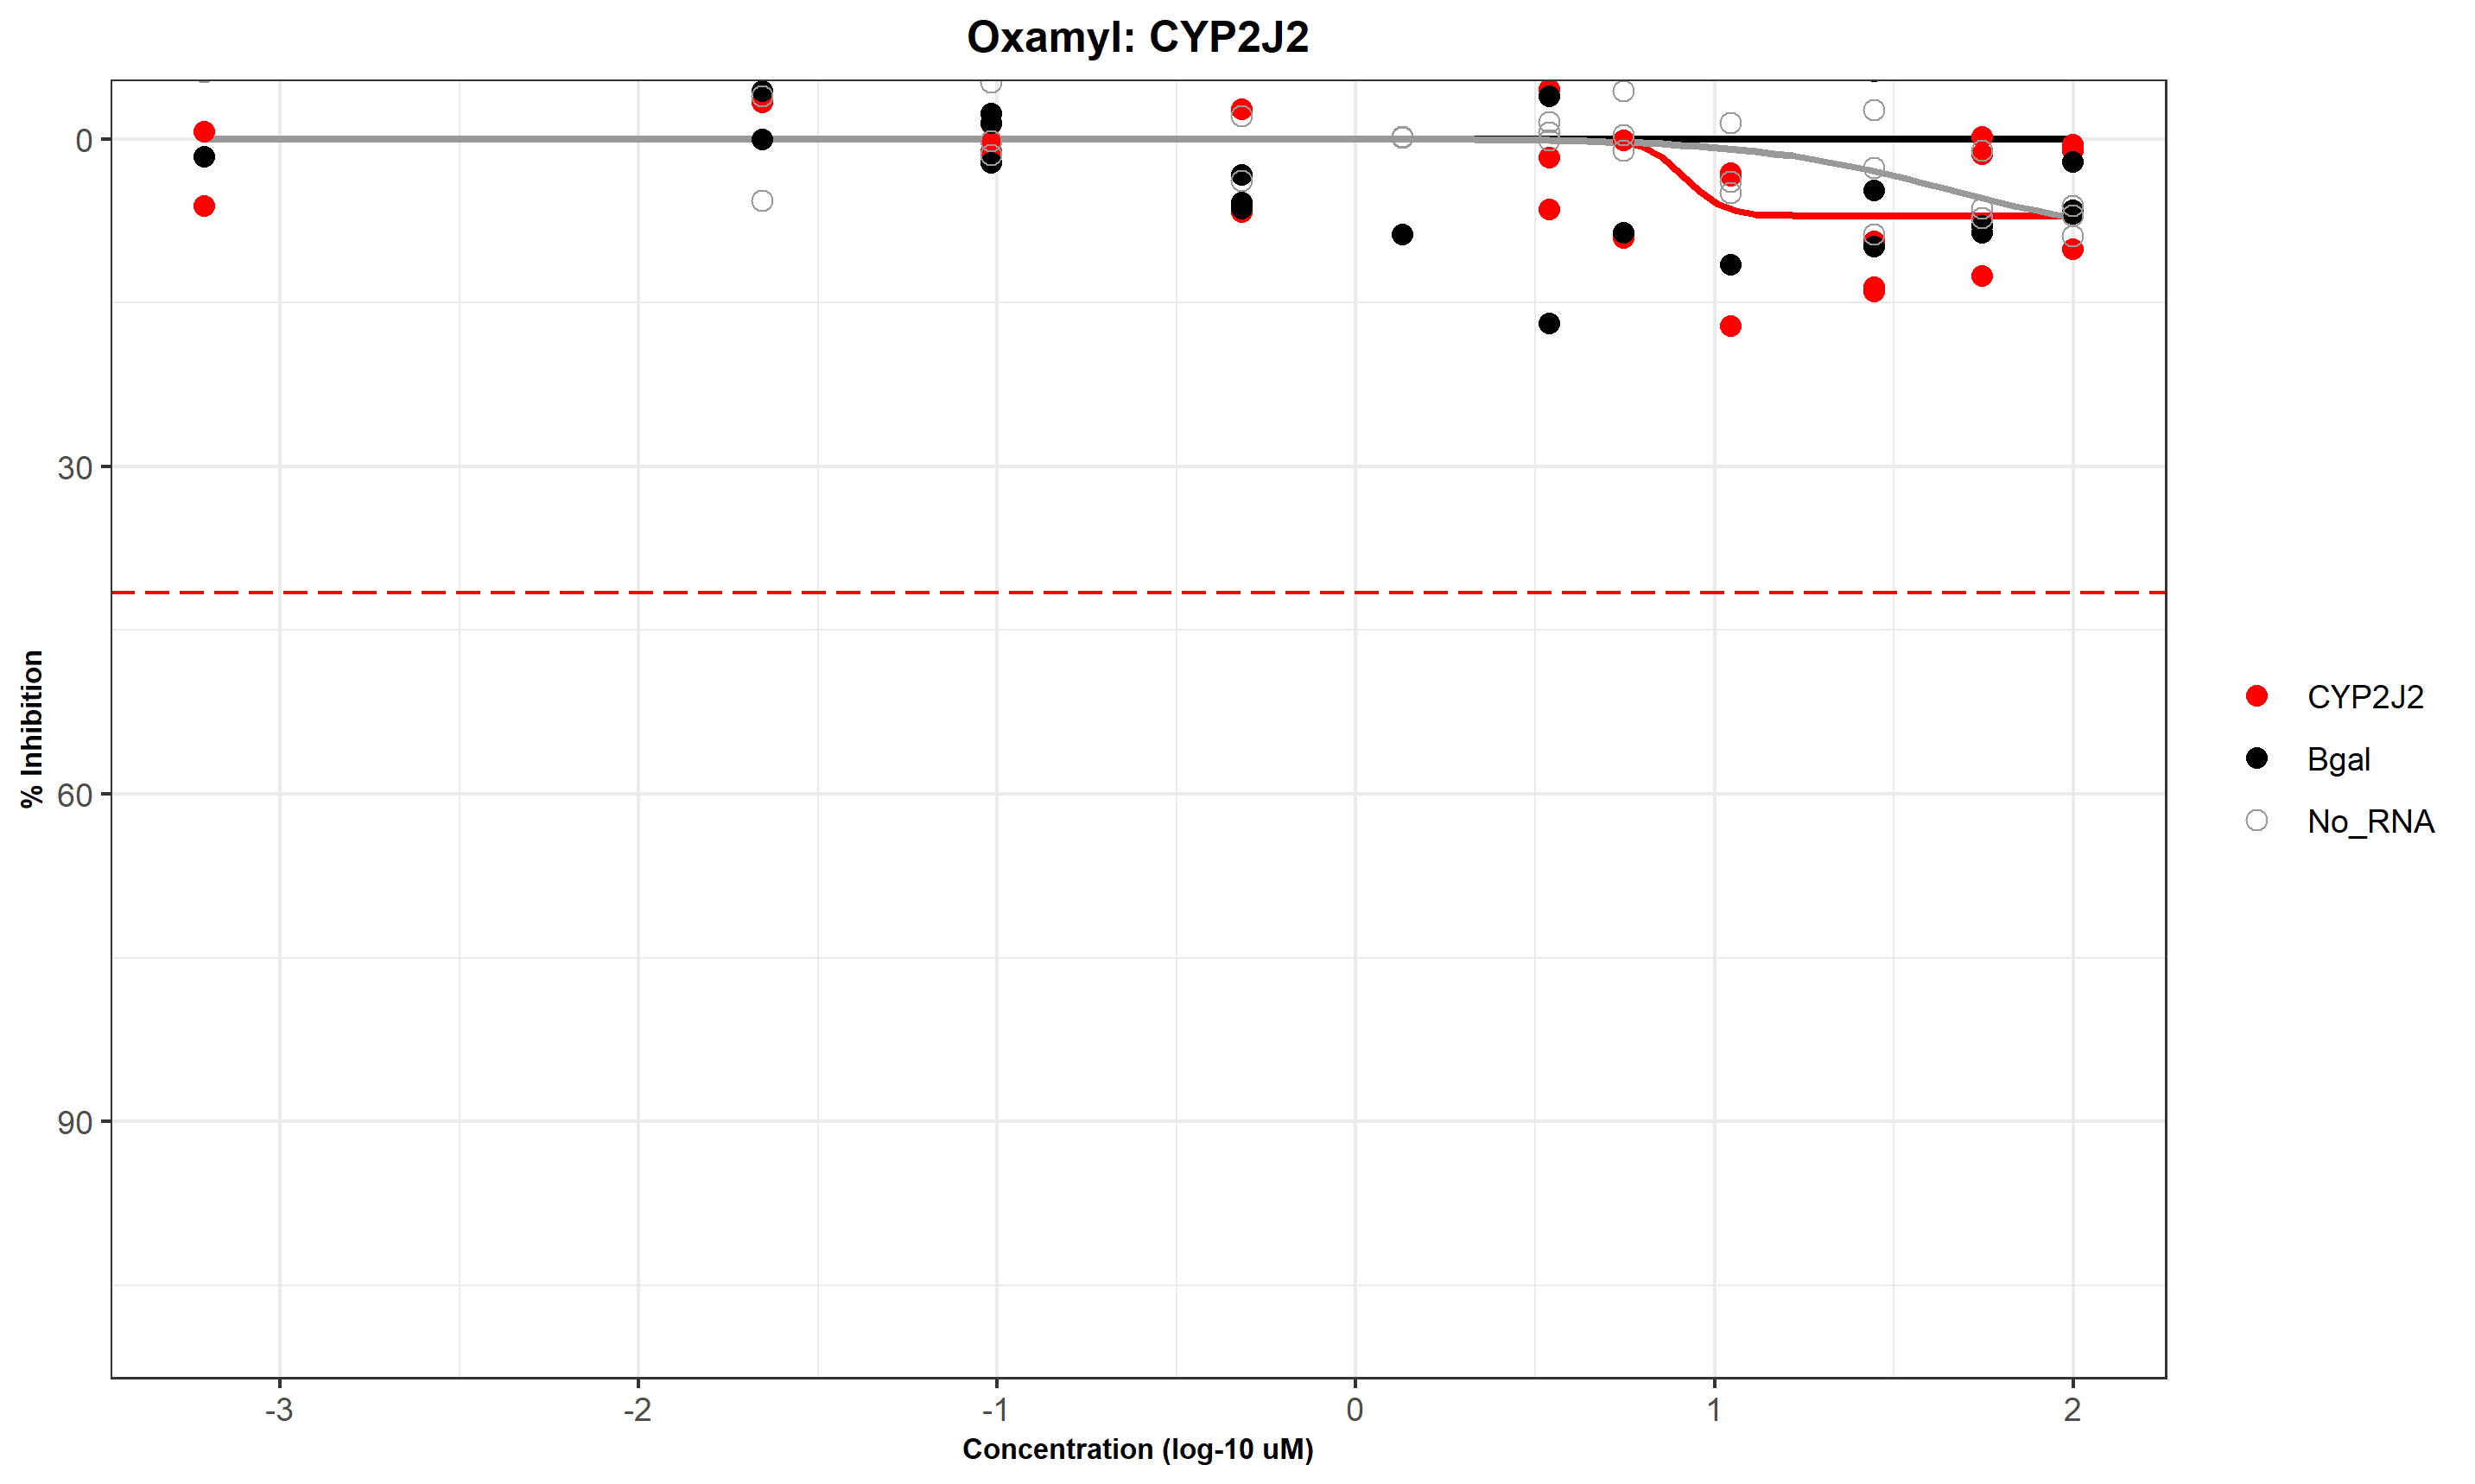 Oxamyl: CYP2J2
0
30
60
90
% Inhibition
-3
-2
-1
0
1
2
Concentration (log-10 uM)
CYP2J2
Bgal
No_RNA